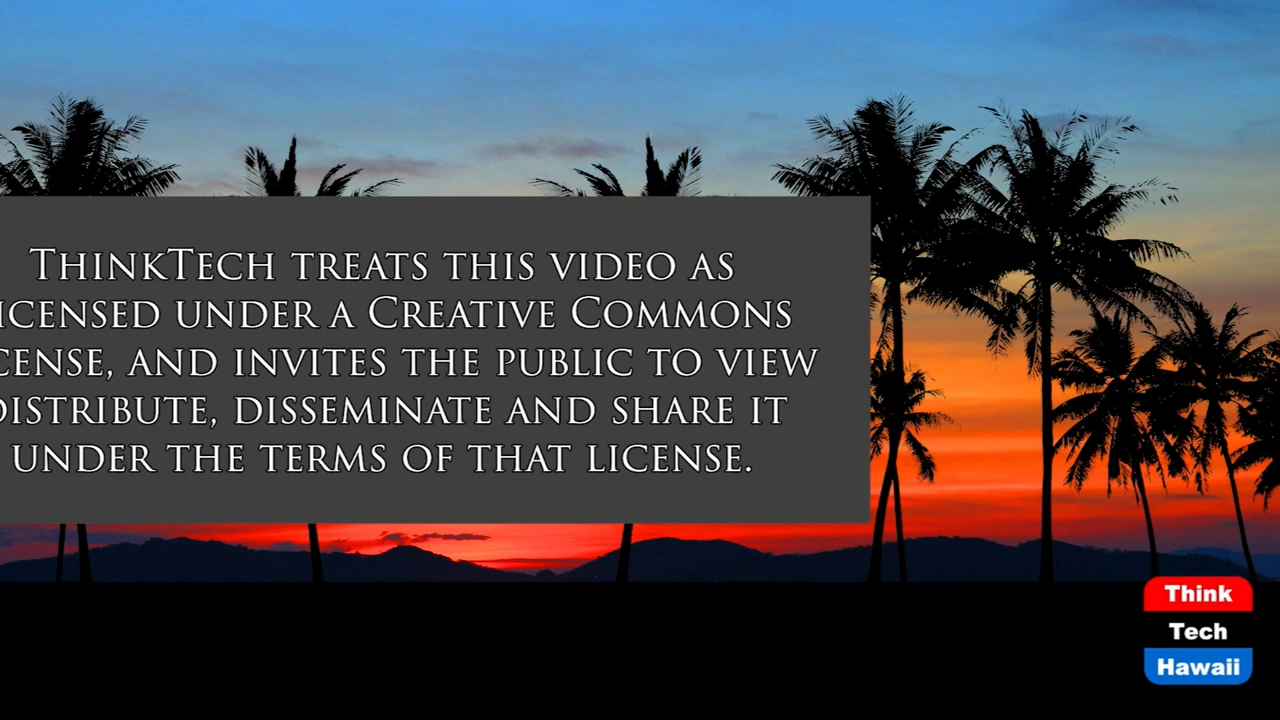 ThinkTech treats this video as
icensed under a Creative Commons
cense, and invites the public to view
distribute, disseminate and share it
under the terms of that license.
Think
Tech
Hawaii